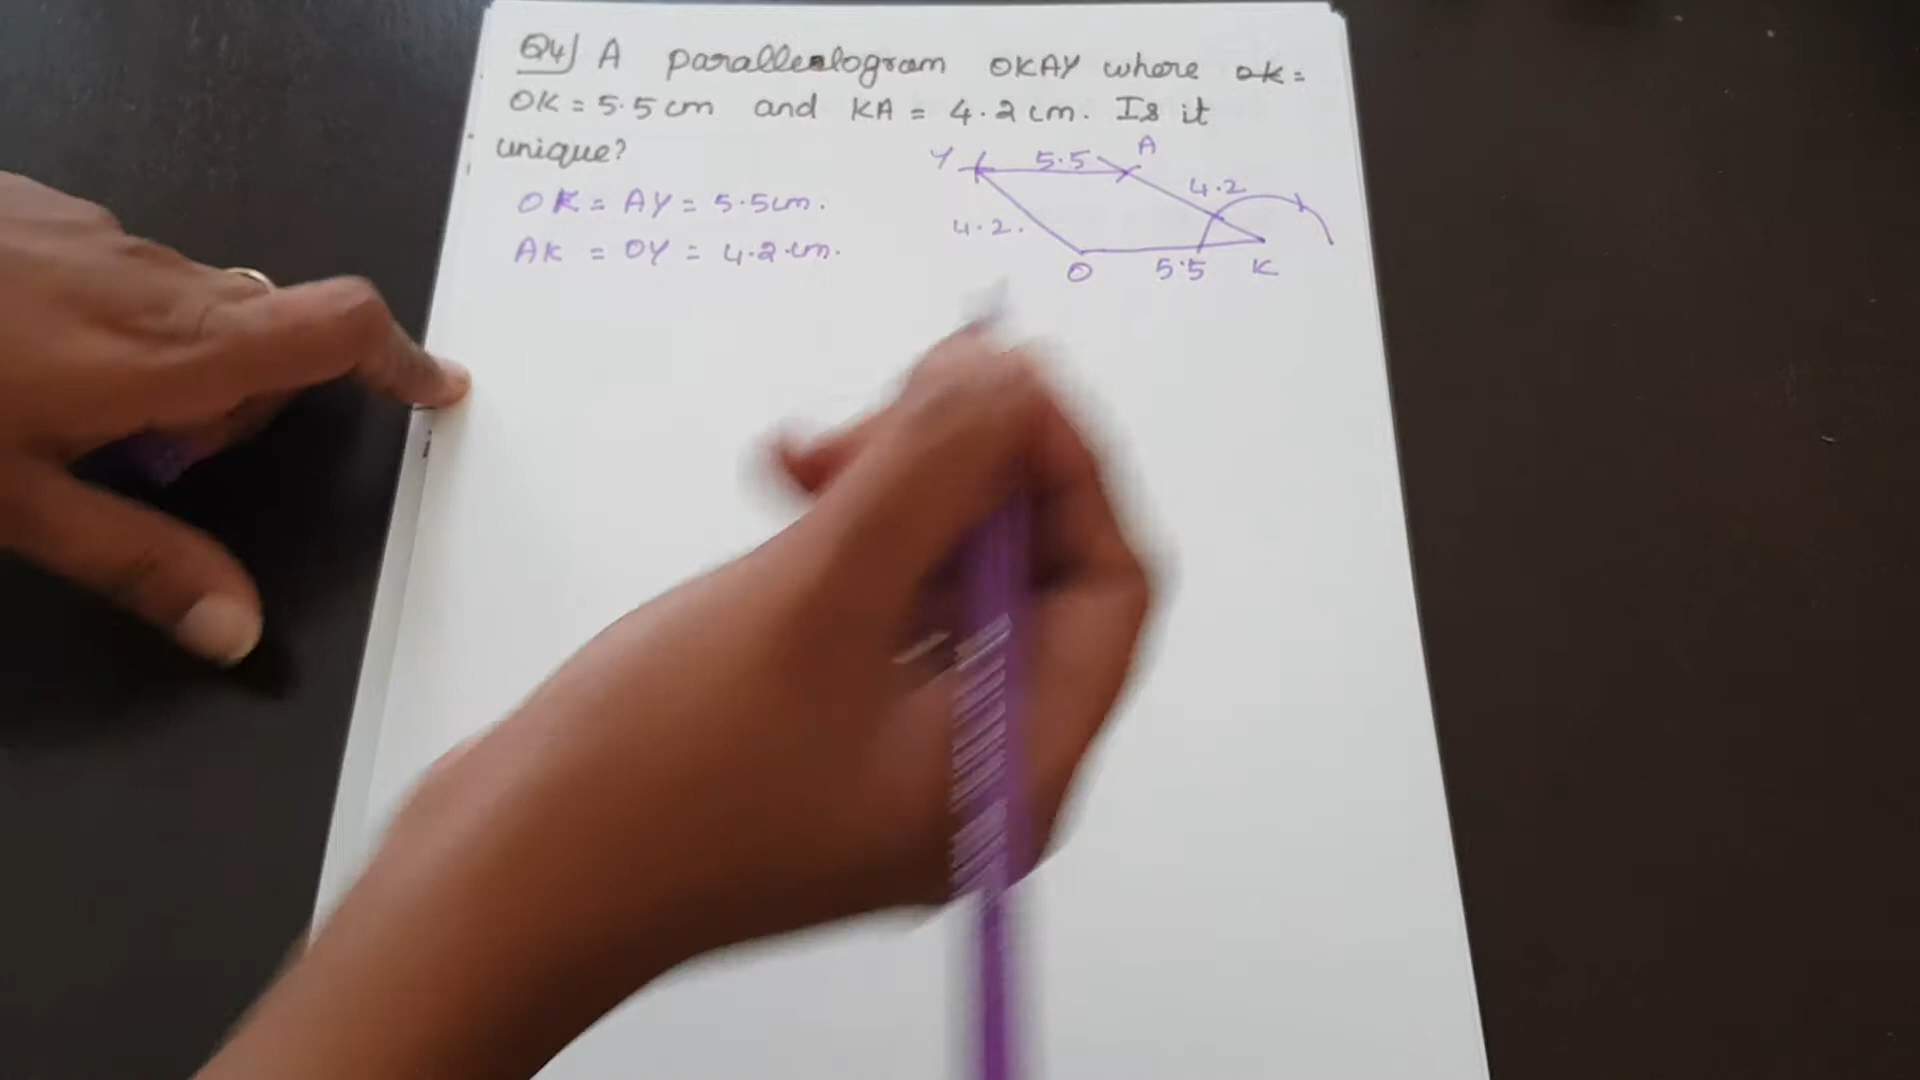 Q4) A parallelogram OKAY where ok =
OK = 5.5 cm and KA = 4.2 cm. Is it
unique?
OK = AY = 5.5cm.
AK = OY = 4.2.cm.
Y 5.5 A
4.2
4.2.
O 5.5 K